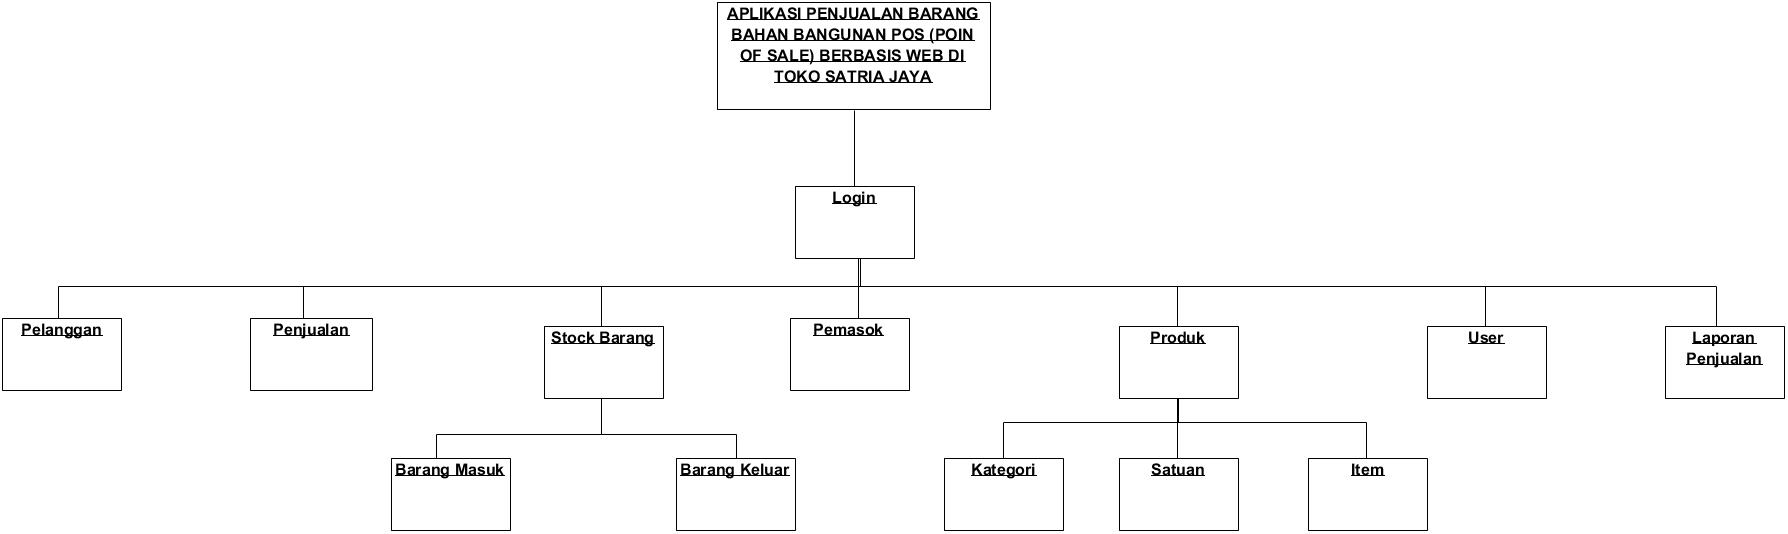 APLIKASI PENJUALAN BARANG
BAHAN BANGUNAN POS (POIN
OF SALE) BERBASIS WEB DI
TOKO SATRIA JAYA
Login
Pelanggan
Penjualan
Stock Barang
Pemasok
Produk
User
Laporan
Penjualan
Barang Masuk
Barang Keluar
Kategori
Satuan
Item